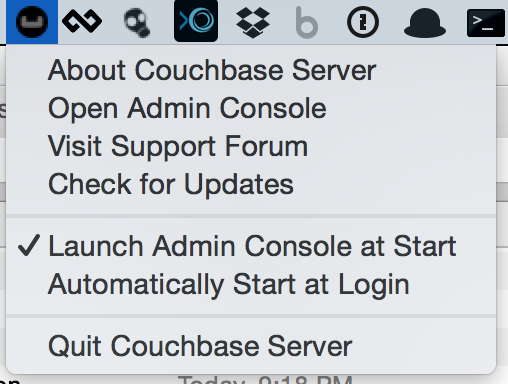 About Couchbase Server
Open Admin Console
Visit Support Forum
Check for Updates
✓ Launch Admin Console at Start
Automatically Start at Login
Quit Couchbase Server
Today, 9:18 PM